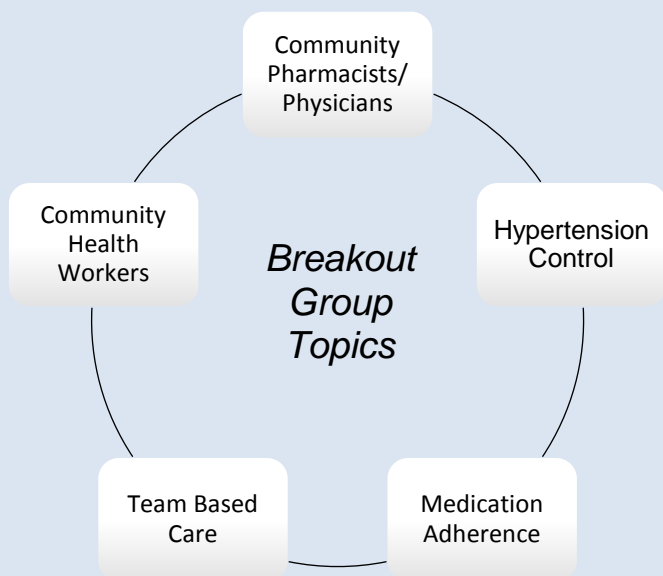 Community
Pharmacists/
Physicians
Hypertension
Control
Medication
Adherence
Team Based
Care
Community
Health
Workers
Breakout
Group
Topics